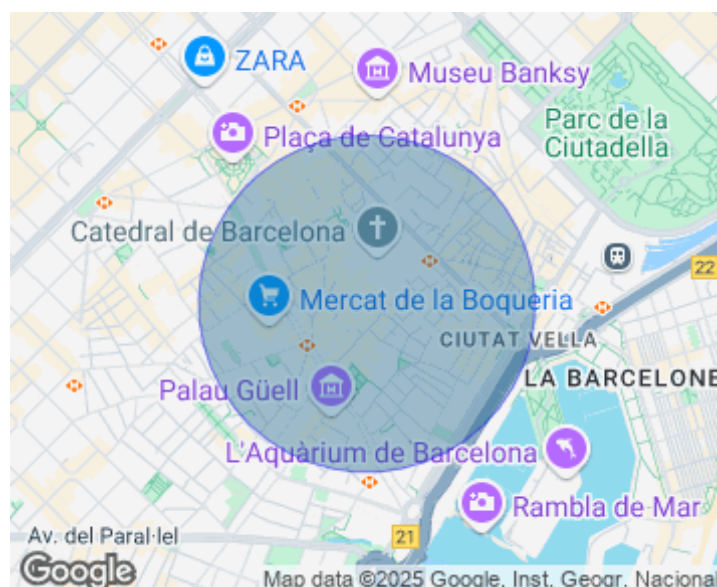 ZARA
Museu Banksy
Plaça de Catalunya
Parc de la
Ciutadella
Catedral de Barcelona
22
Mercat de la Boqueria
CIUTAT VELLA
Palau Güell
LA BARCELONE
L'Aquàrium de Barcelona
Rambla de Mar
Av. del Paral·lel
21
Google
Map data ©2025 Google, Inst. Geogr. Nacional